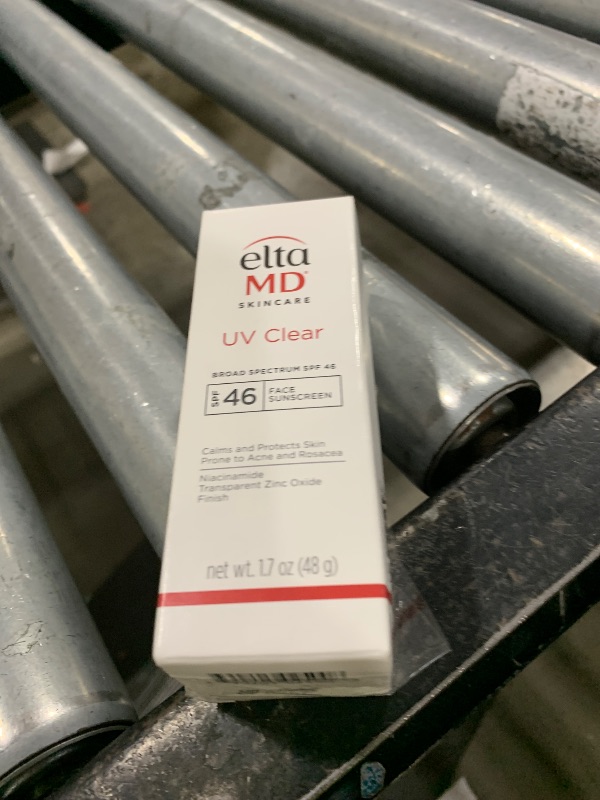 elta
MD
SKINCARE
UV Clear
BROAD SPECTRUM SPF 46
SPF 46 FACE
SUNSCREEN
Calms and Protects Skin
Prone to Acne and Rosacea
Niacinamide
Transparent Zinc Oxide
Finish
net wt. 1.7 oz (48 g)